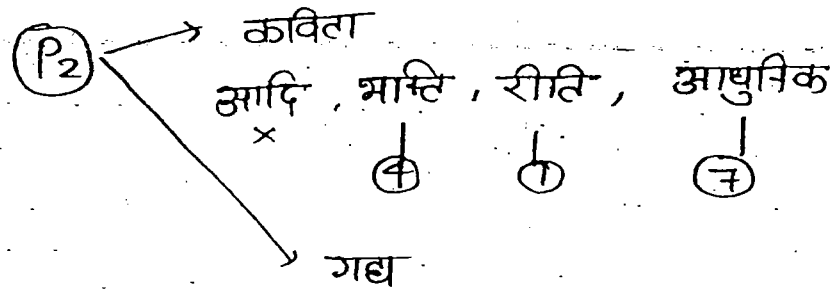 P₂ → कविता
आदि, भक्ति, रीति, आधुनिक
× ④ ① ⑦
गद्य